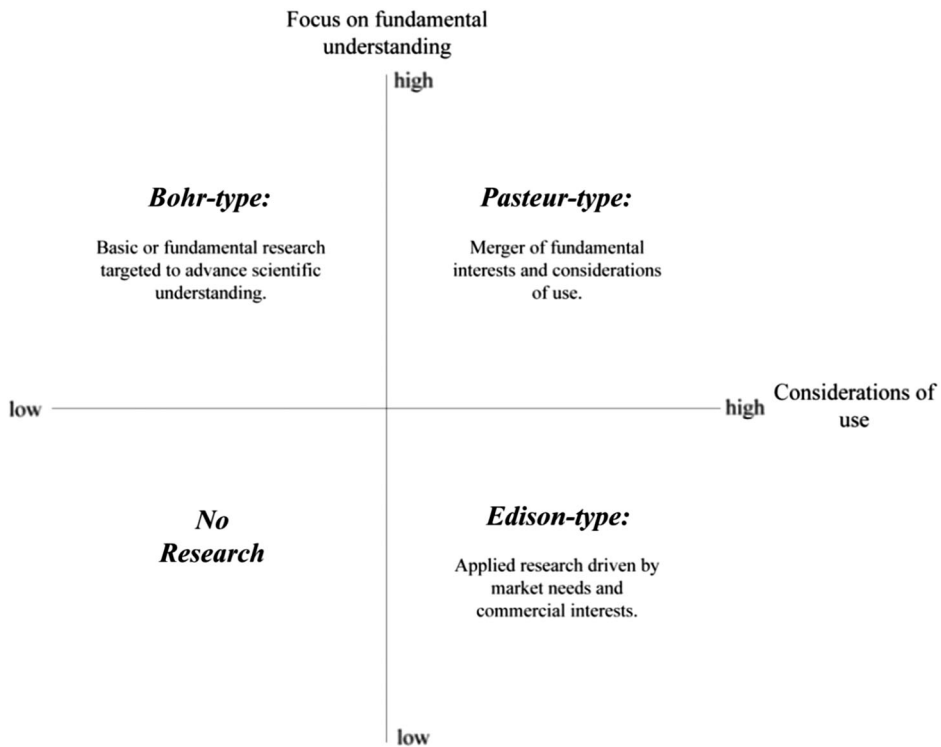 Focus on fundamental
understanding
high
Bohr-type:
Basic or fundamental research
targeted to advance scientific
understanding.
Pasteur-type:
Merger of fundamental
interests and considerations
of use.
low
high
Considerations of
use
No
Research
Edison-type:
Applied research driven by
market needs and
commercial interests.
low